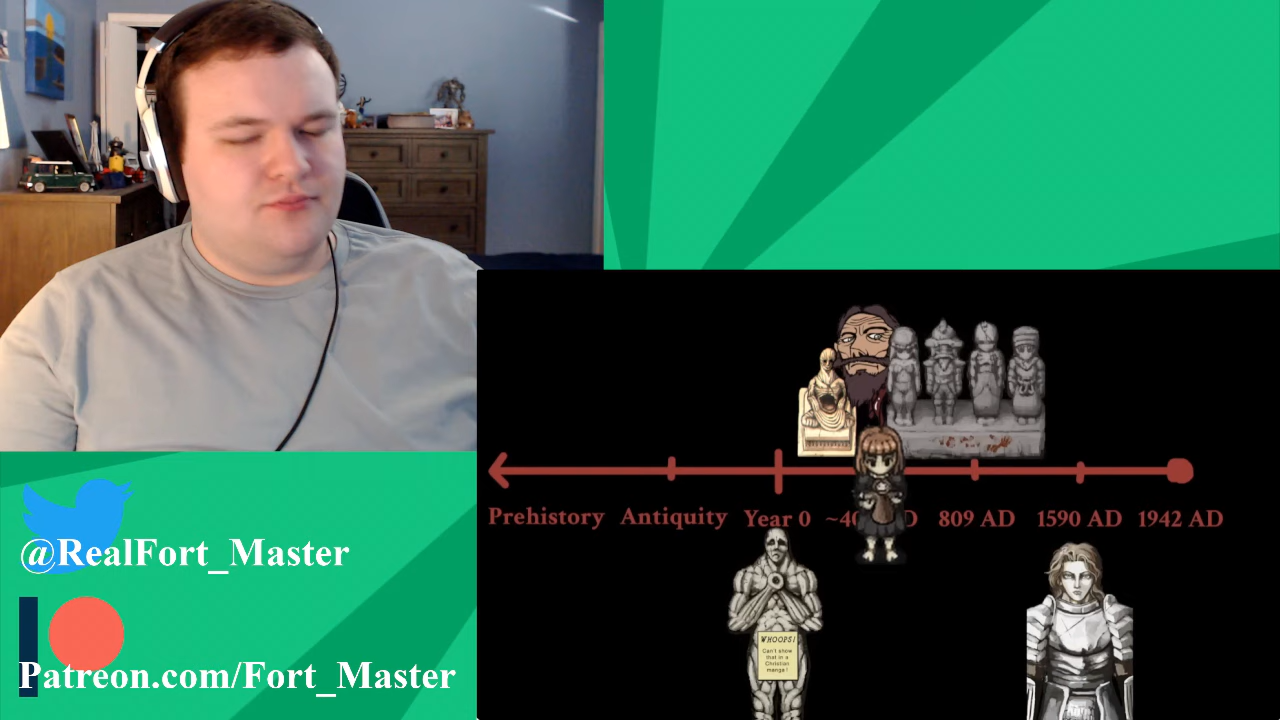 Prehistory Antiquity Year 0 809 AD 1590 AD 1942 AD
WHOOPS!
Can't show
that in a
Christian
manga!
@RealFort_Master
Patreon.com/Fort_Master